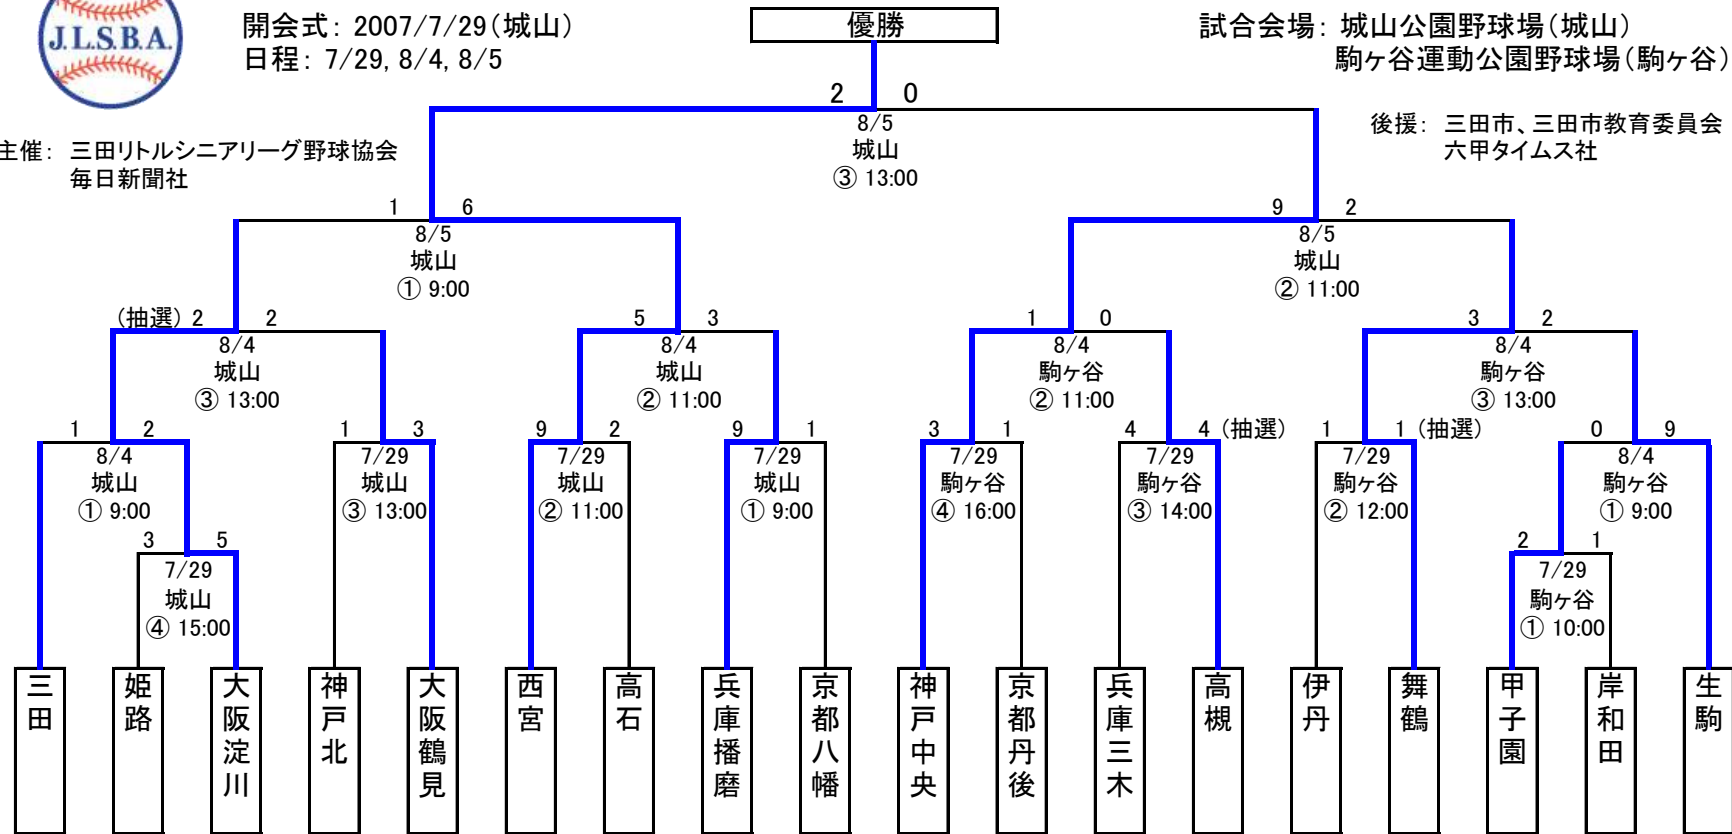 J.L.S.B.A.
開会式: 2007/7/29(城山)
日程: 7/29, 8/4, 8/5
優勝
試合会場: 城山公園野球場(城山)
駒ヶ谷運動公園野球場(駒ヶ谷)
主催: 三田リトルシニアリーグ野球協会
毎日新聞社
後援: 三田市、三田市教育委員会
六甲タイムス社
2 0
8/5
城山
③ 13:00
1 6
8/5
城山
① 9:00
9 2
8/5
城山
② 11:00
(抽選) 2 2
8/4
城山
③ 13:00
5 3
8/4
城山
② 11:00
1 0
8/4
駒ヶ谷
② 11:00
3 2
8/4
駒ヶ谷
③ 13:00
1 2
8/4
城山
① 9:00
1 3
7/29
城山
③ 13:00
9 2
7/29
城山
② 11:00
9 1
7/29
城山
① 9:00
3 1
7/29
駒ヶ谷
④ 16:00
4 4 (抽選)
7/29
駒ヶ谷
③ 14:00
1 1 (抽選)
7/29
駒ヶ谷
② 12:00
0 9
8/4
駒ヶ谷
① 9:00
3 5
7/29
城山
④ 15:00
2 1
7/29
駒ヶ谷
① 10:00
三田
姫路
大阪淀川
神戸北
大阪鶴見
西宮
高石
兵庫播磨
京都八幡
神戸中央
京都丹後
兵庫三木
高槻
伊丹
舞鶴
甲子園
岸和田
生駒